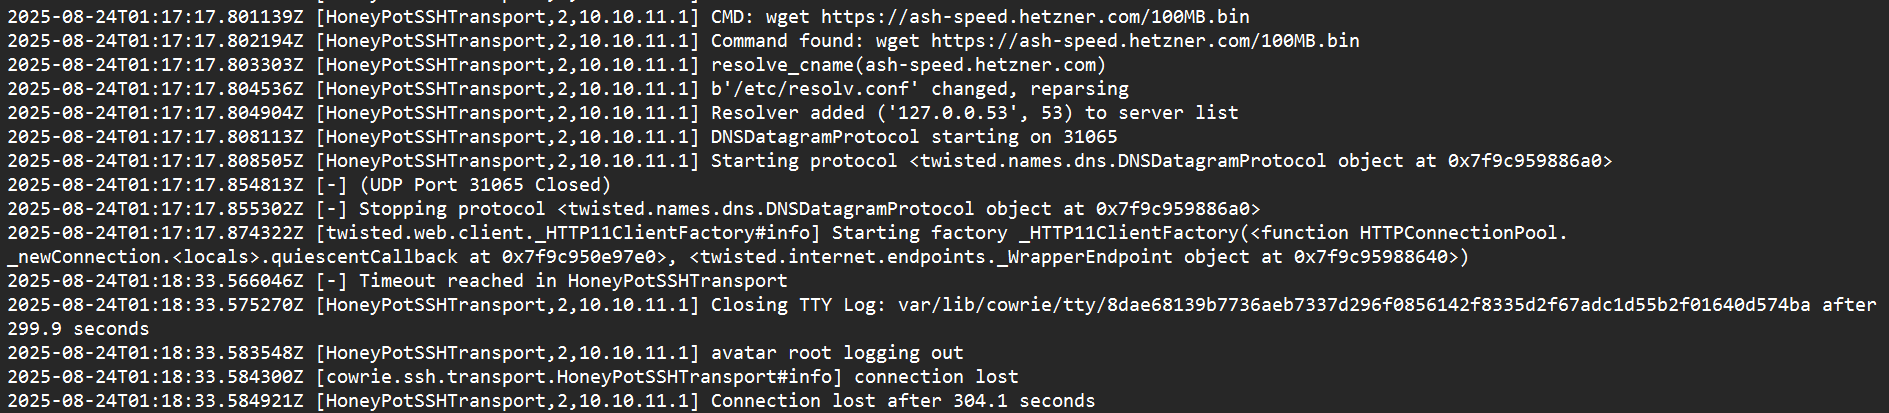 2025-08-24T01:17:17.801139Z [HoneyPotSSHTransport,2,10.10.11.1] CMD: wget https://ash-speed.hetzner.com/100MB.bin
2025-08-24T01:17:17.802194Z [HoneyPotSSHTransport,2,10.10.11.1] Command found: wget https://ash-speed.hetzner.com/100MB.bin
2025-08-24T01:17:17.803303Z [HoneyPotSSHTransport,2,10.10.11.1] resolve_cname(ash-speed.hetzner.com)
2025-08-24T01:17:17.804536Z [HoneyPotSSHTransport,2,10.10.11.1] b'/etc/resolv.conf' changed, reparsing
2025-08-24T01:17:17.804904Z [HoneyPotSSHTransport,2,10.10.11.1] Resolver added ('127.0.0.53', 53) to server list
2025-08-24T01:17:17.808113Z [HoneyPotSSHTransport,2,10.10.11.1] DNSDatagramProtocol starting on 31065
2025-08-24T01:17:17.808505Z [HoneyPotSSHTransport,2,10.10.11.1] Starting protocol <twisted.names.dns.DNSDatagramProtocol object at 0x7f9c959886a0>
2025-08-24T01:17:17.854813Z [-] (UDP Port 31065 Closed)
2025-08-24T01:17:17.855302Z [-] Stopping protocol <twisted.names.dns.DNSDatagramProtocol object at 0x7f9c959886a0>
2025-08-24T01:17:17.874322Z [twisted.web.client._HTTP11ClientFactory#info] Starting factory _HTTP11ClientFactory(<function HTTPConnectionPool.
_newConnection.<locals>.quiescentCallback at 0x7f9c950e97e0>, <twisted.internet.endpoints._WrapperEndpoint object at 0x7f9c95988640>)
2025-08-24T01:18:33.566046Z [-] Timeout reached in HoneyPotSSHTransport
2025-08-24T01:18:33.575270Z [HoneyPotSSHTransport,2,10.10.11.1] Closing TTY Log: var/lib/cowrie/tty/8dae68139b7736aeb7337d296f0856142f8335d2f67adc1d55b2f01640d574ba after
299.9 seconds
2025-08-24T01:18:33.583548Z [HoneyPotSSHTransport,2,10.10.11.1] avatar root logging out
2025-08-24T01:18:33.584300Z [cowrie.ssh.transport.HoneyPotSSHTransport#info] connection lost
2025-08-24T01:18:33.584921Z [HoneyPotSSHTransport,2,10.10.11.1] Connection lost after 304.1 seconds